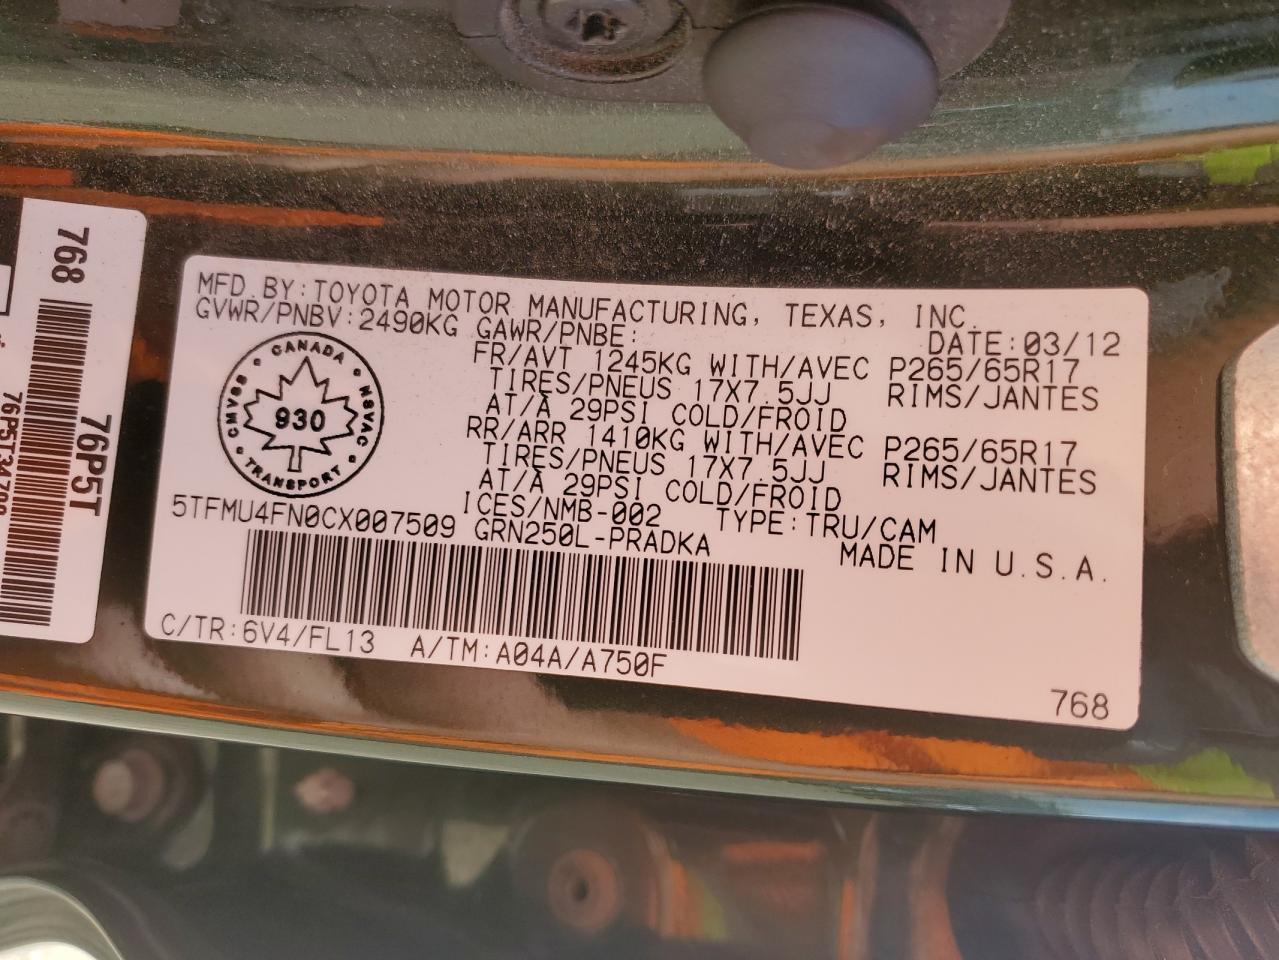 MFD. BY: TOYOTA MOTOR MANUFACTURING, TEXAS, INC.
GVWR/PNBV: 2490KG GAWR/PNBE: DATE: 03/12
FR/AVT 1245KG WITH/AVEC P265/65R17
TIRES/PNEUS 17X7.5JJ RIMS/JANTES
AT/A 29PSI COLD/FROID
RR/ARR 1410KG WITH/AVEC P265/65R17
TIRES/PNEUS 17X7.5JJ RIMS/JANTES
AT/A 29PSI COLD/FROID
ICES/NMB-002 TYPE: TRU/CAM
5TFMU4FN0CX007509 GRN250L-PRADKA MADE IN U.S.A.
C/TR: 6V4/FL13 A/TM: A04A/A750F
768
CANADA
CMVSS
NSVAC
930
TRANSPORT
768
76P5T